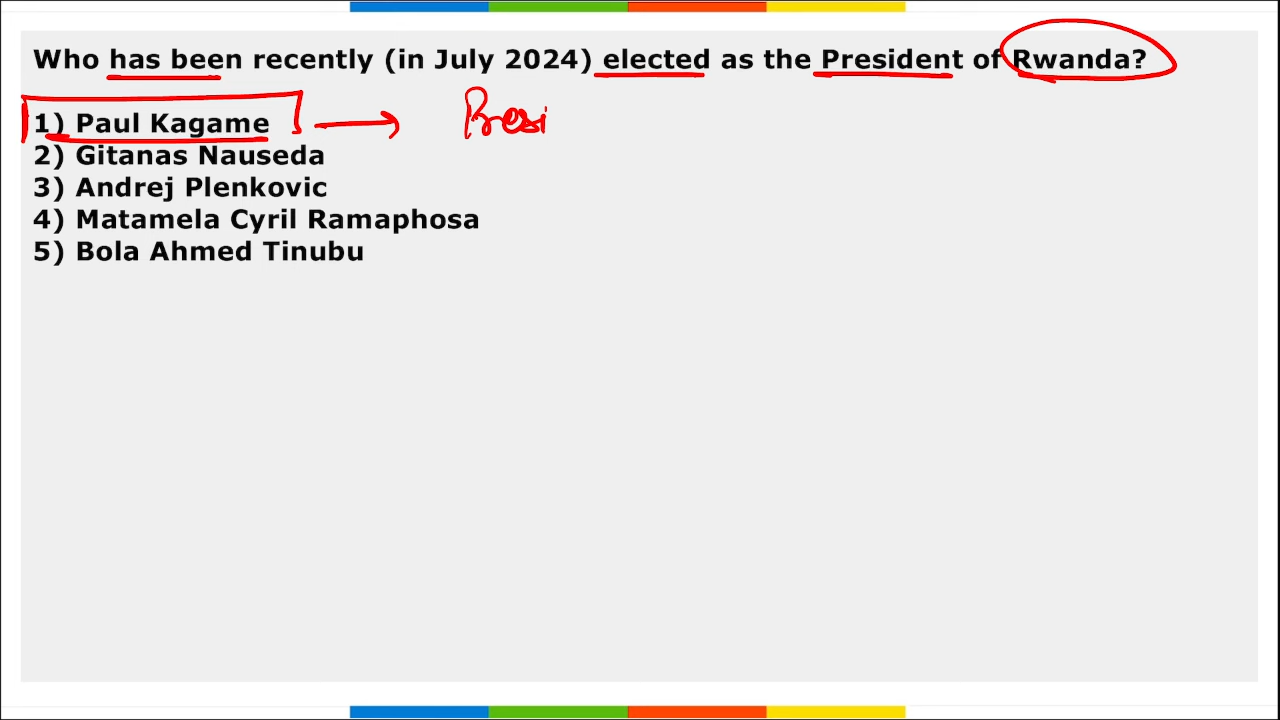 Who has been recently (in July 2024) elected as the President of Rwanda?
1) Paul Kagame → Presi
2) Gitanas Nauseda
3) Andrej Plenkovic
4) Matamela Cyril Ramaphosa
5) Bola Ahmed Tinubu